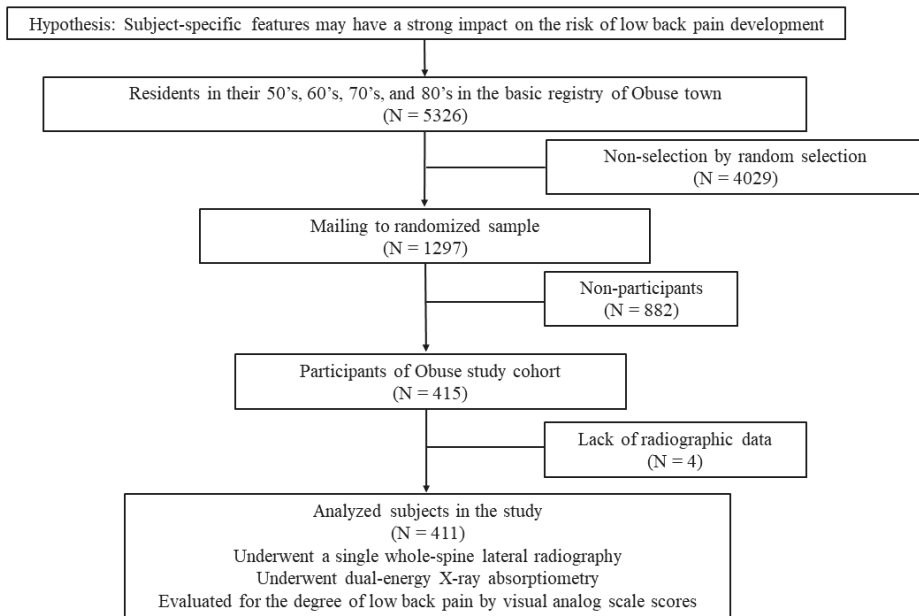 Hypothesis: Subject-specific features may have a strong impact on the risk of low back pain development
Residents in their 50’s, 60’s, 70’s, and 80’s in the basic registry of Obuse town
(N = 5326)
Non-selection by random selection
(N = 4029)
Mailing to randomized sample
(N = 1297)
Non-participants
(N = 882)
Participants of Obuse study cohort
(N = 415)
Lack of radiographic data
(N = 4)
Analyzed subjects in the study
(N = 411)
Underwent a single whole-spine lateral radiography
Underwent dual-energy X-ray absorptiometry
Evaluated for the degree of low back pain by visual analog scale scores